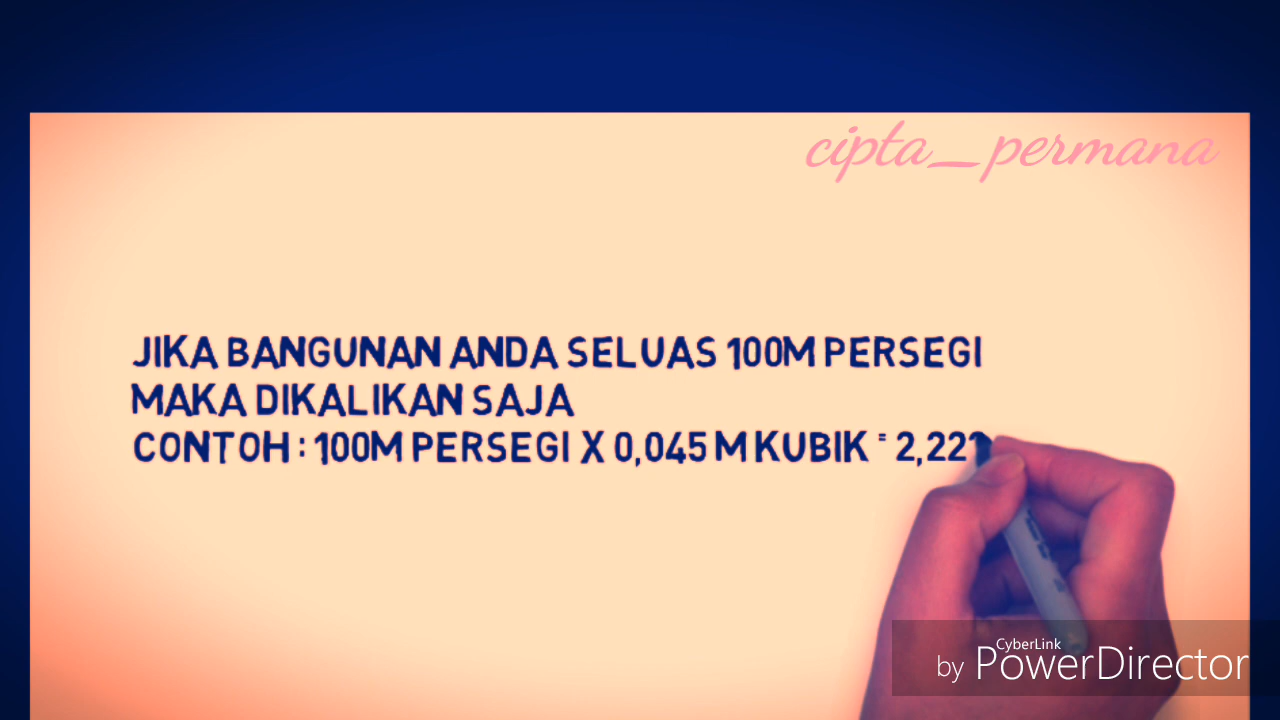 cipta_permana
JIKA BANGUNAN ANDA SELUAS 100M PERSEGI
MAKA DIKALIKAN SAJA
CONTOH : 100M PERSEGI X 0,045 M KUBIK = 2,22
CyberLink
by PowerDirector